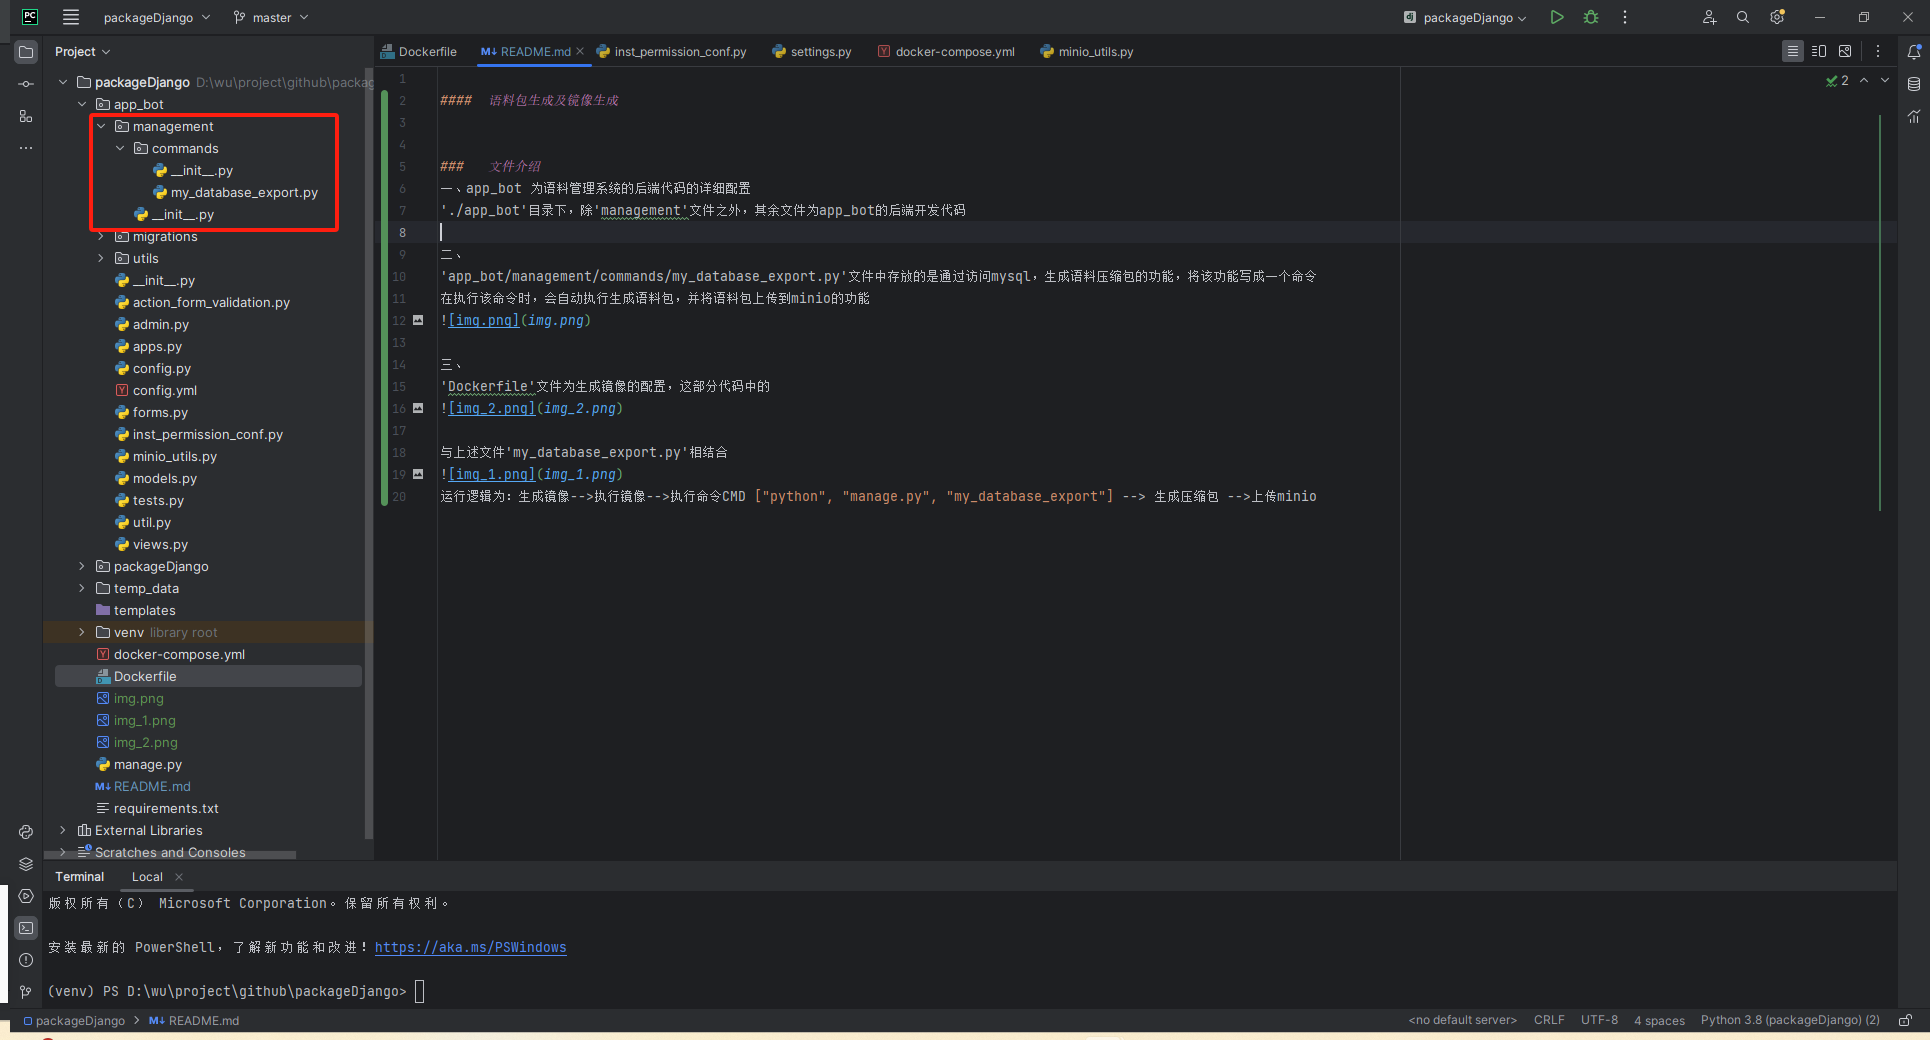 packageDjango
master
packageDjango
Project
Dockerfile
README.md
inst_permission_conf.py
settings.py
docker-compose.yml
minio_utils.py
packageDjango D:\wu\project\github\packag
app_bot
management
commands
__init__.py
my_database_export.py
__init__.py
migrations
utils
__init__.py
action_form_validation.py
admin.py
apps.py
config.py
config.yml
forms.py
inst_permission_conf.py
minio_utils.py
models.py
tests.py
util.py
views.py
packageDjango
temp_data
templates
venv library root
docker-compose.yml
Dockerfile
img.png
img_1.png
img_2.png
manage.py
README.md
requirements.txt
External Libraries
Scratches and Consoles
2
1
2 #### 语料包生成及镜像生成
3
4
5 ### 文件介绍
6 一、app_bot 为语料管理系统的后端代码的详细配置
7 './app_bot'目录下，除'management'文件之外，其余文件为app_bot的后端开发代码
8
9 二、
10 'app_bot/management/commands/my_database_export.py'文件中存放的是通过访问mysql，生成语料压缩包的功能，将该功能写成一个命令
11 在执行该命令时，会自动执行生成语料包，并将语料包上传到minio的功能
12 ![img.png](img.png)
13
14 三、
15 'Dockerfile'文件为生成镜像的配置，这部分代码中的
16 ![img_2.png](img_2.png)
17
18 与上述文件'my_database_export.py'相结合
19 ![img_1.png](img_1.png)
20 运行逻辑为：生成镜像-->执行镜像-->执行命令CMD ["python", "manage.py", "my_database_export"] --> 生成压缩包 -->上传minio
Terminal Local
版权所有（C） Microsoft Corporation。保留所有权利。
安装最新的 PowerShell，了解新功能和改进！https://aka.ms/PSWindows
(venv) PS D:\wu\project\github\packageDjango>
packageDjango > README.md
<no default server> CRLF UTF-8 4 spaces Python 3.8 (packageDjango) (2)